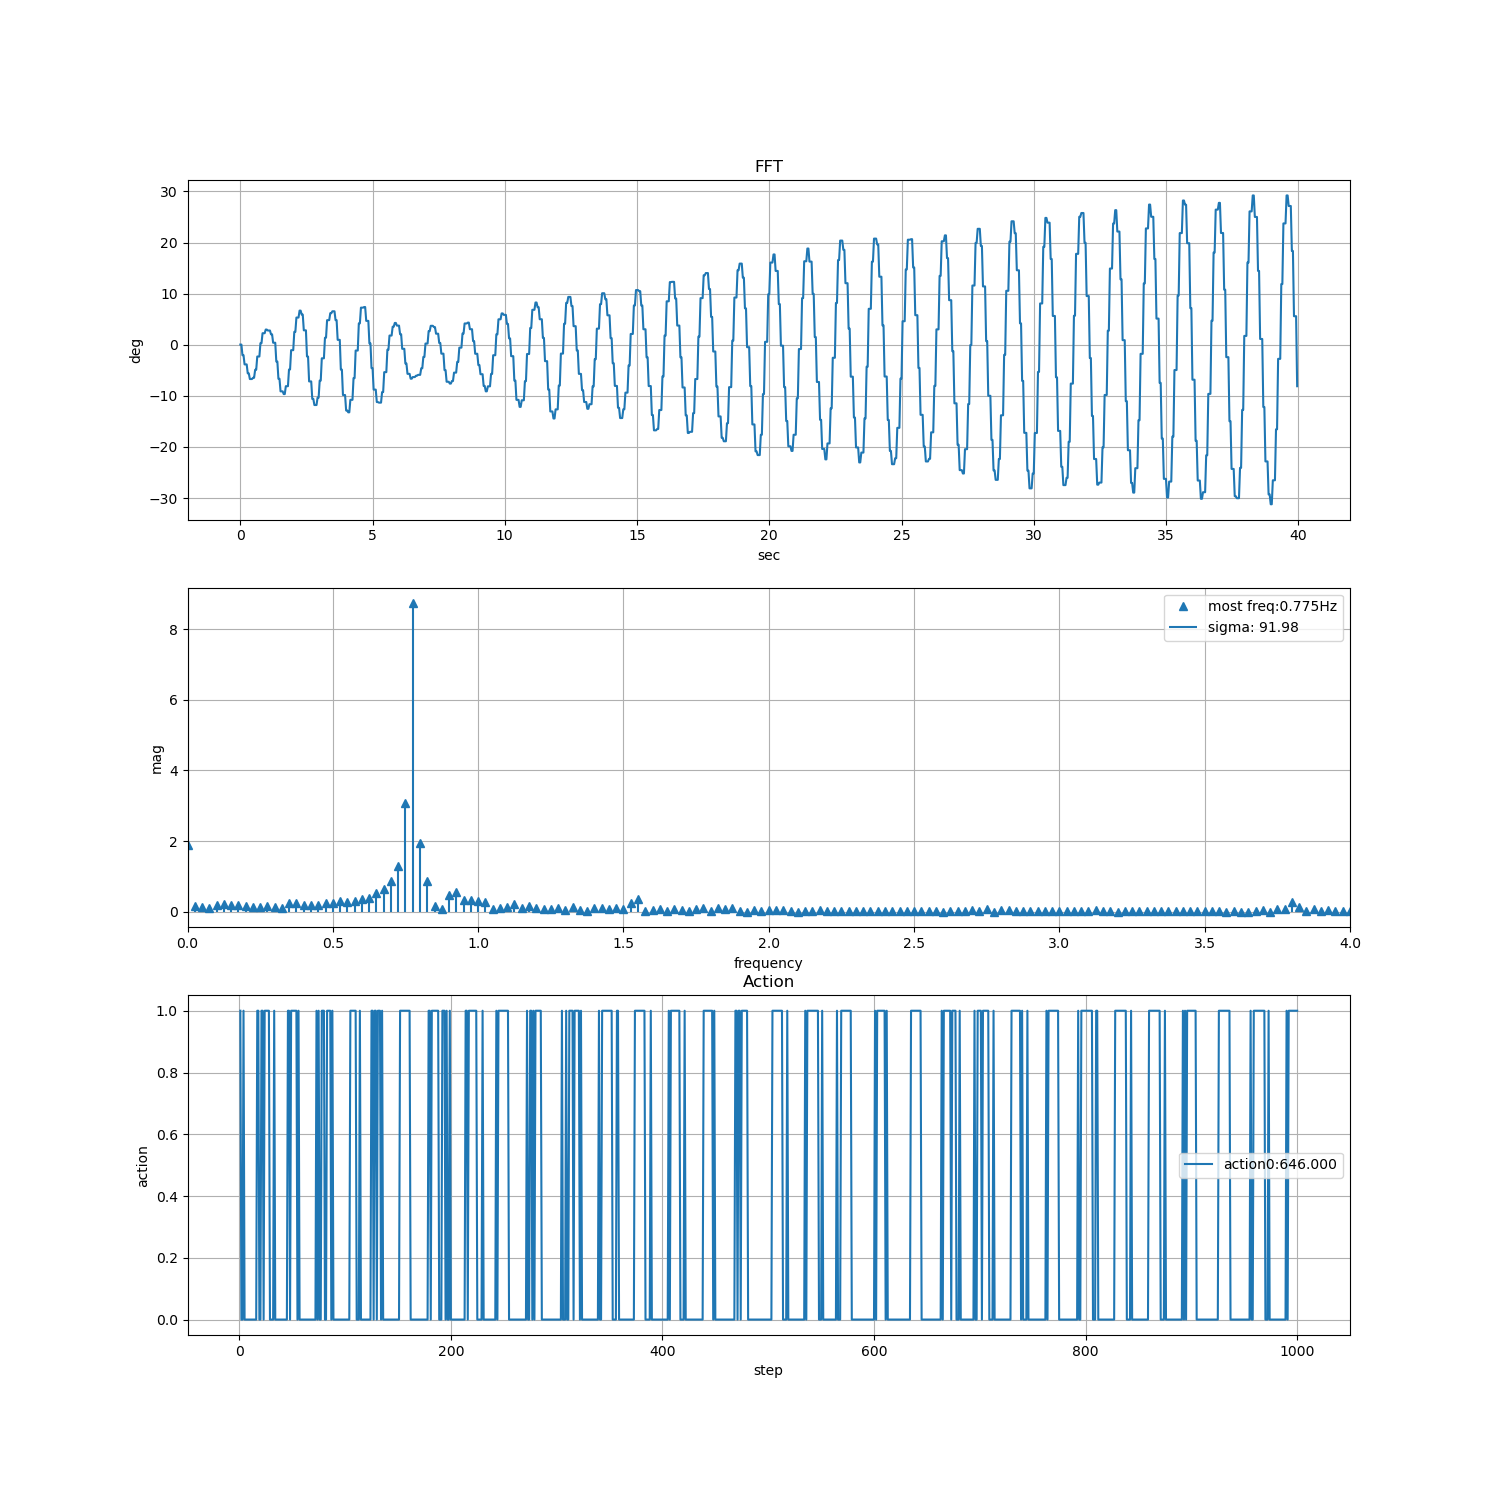 FFT
30
20
10
0
−10
−20
−30
deg
0 5 10 15 20 25 30 35 40
sec
most freq:0.775Hz
sigma: 91.98
8
6
4
2
0
mag
0.0 0.5 1.0 1.5 2.0 2.5 3.0 3.5 4.0
frequency
Action
1.0
0.8
0.6
0.4
0.2
0.0
action
action0:646.000
0 200 400 600 800 1000
step